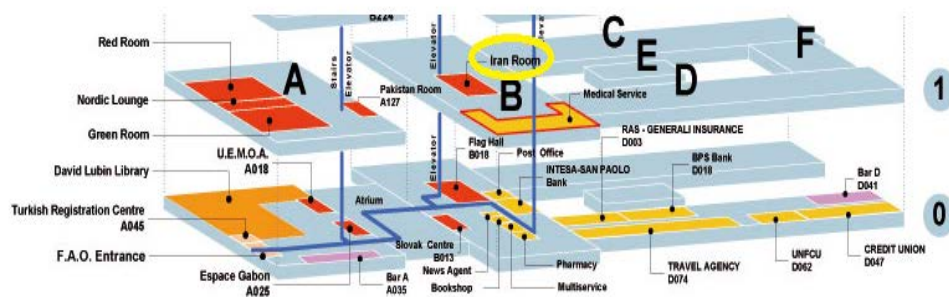 B224
Red Room
Nordic Lounge
Green Room
A
Stairs
Elevator
Pakistan Room
A127
Elevator
Iran Room
B
C
E
D
F
Medical Service
1
U.E.M.O.A.
A018
David Lubin Library
Turkish Registration Centre
A045
F.A.O. Entrance
Espace Gabon
A025
Atrium
Bar A
A035
Elevator
Flag Hall
B018
Post Office
INTESA-SAN PAOLO
Bank
Slovak Centre
B013
News Agent
Bookshop
Pharmacy
Multiservice
RAS - GENERALI INSURANCE
D003
BPS Bank
D018
Bar D
D041
TRAVEL AGENCY
D074
UNFCU
D062
CREDIT UNION
D047
0